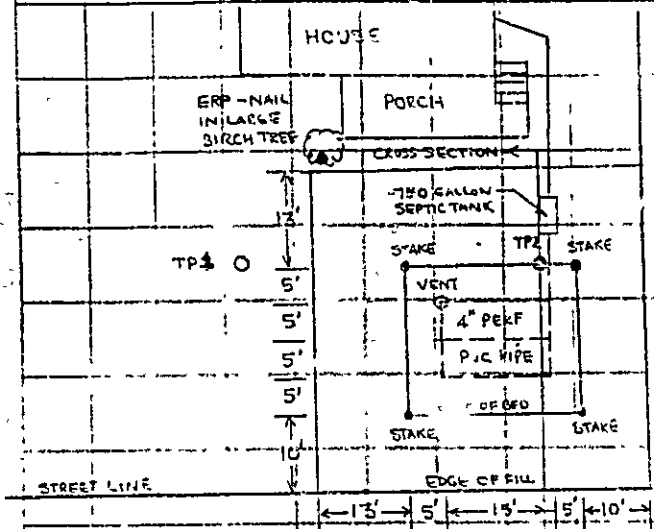 HOUSE
ERP-NAIL
IN LARGE
BIRCH TREE
PORCH
CROSS SECTION
750 GALLON
SEPTIC TANK
13'
TP1
TP2
STAKE
STAKE
5'
VENT
5'
4" PERF
5'
PVC PIPE
5'
OF BED
STAKE
STAKE
10'
STREET LINE
EDGE OF FILL
13'
5'
15'
5'
10'